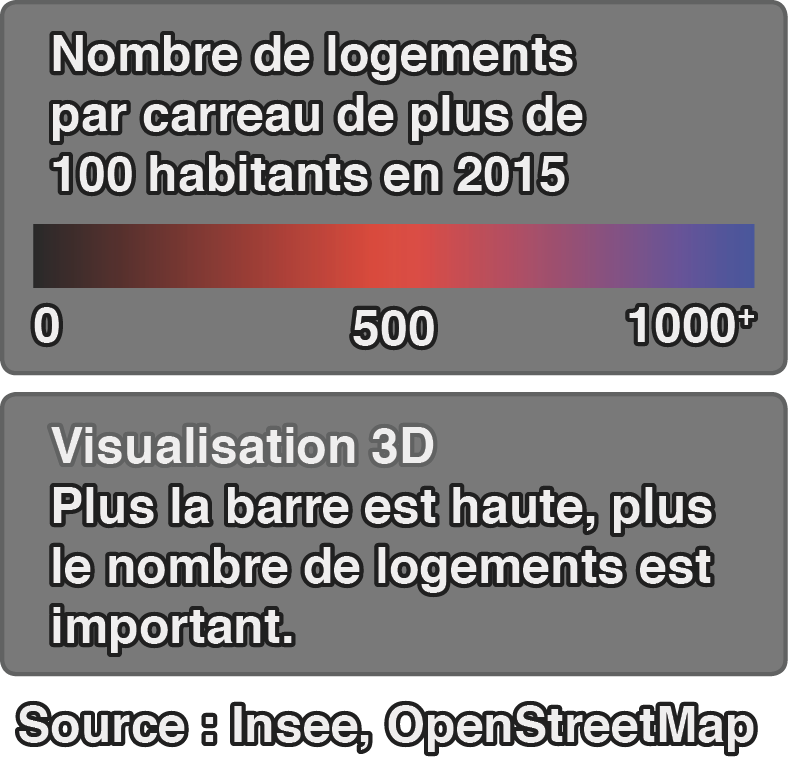 Nombre de logements
par carreau de plus de
100 habitants en 2015
0 500 1000+
Visualisation 3D
Plus la barre est haute, plus
le nombre de logements est
important.
Source : Insee, OpenStreetMap